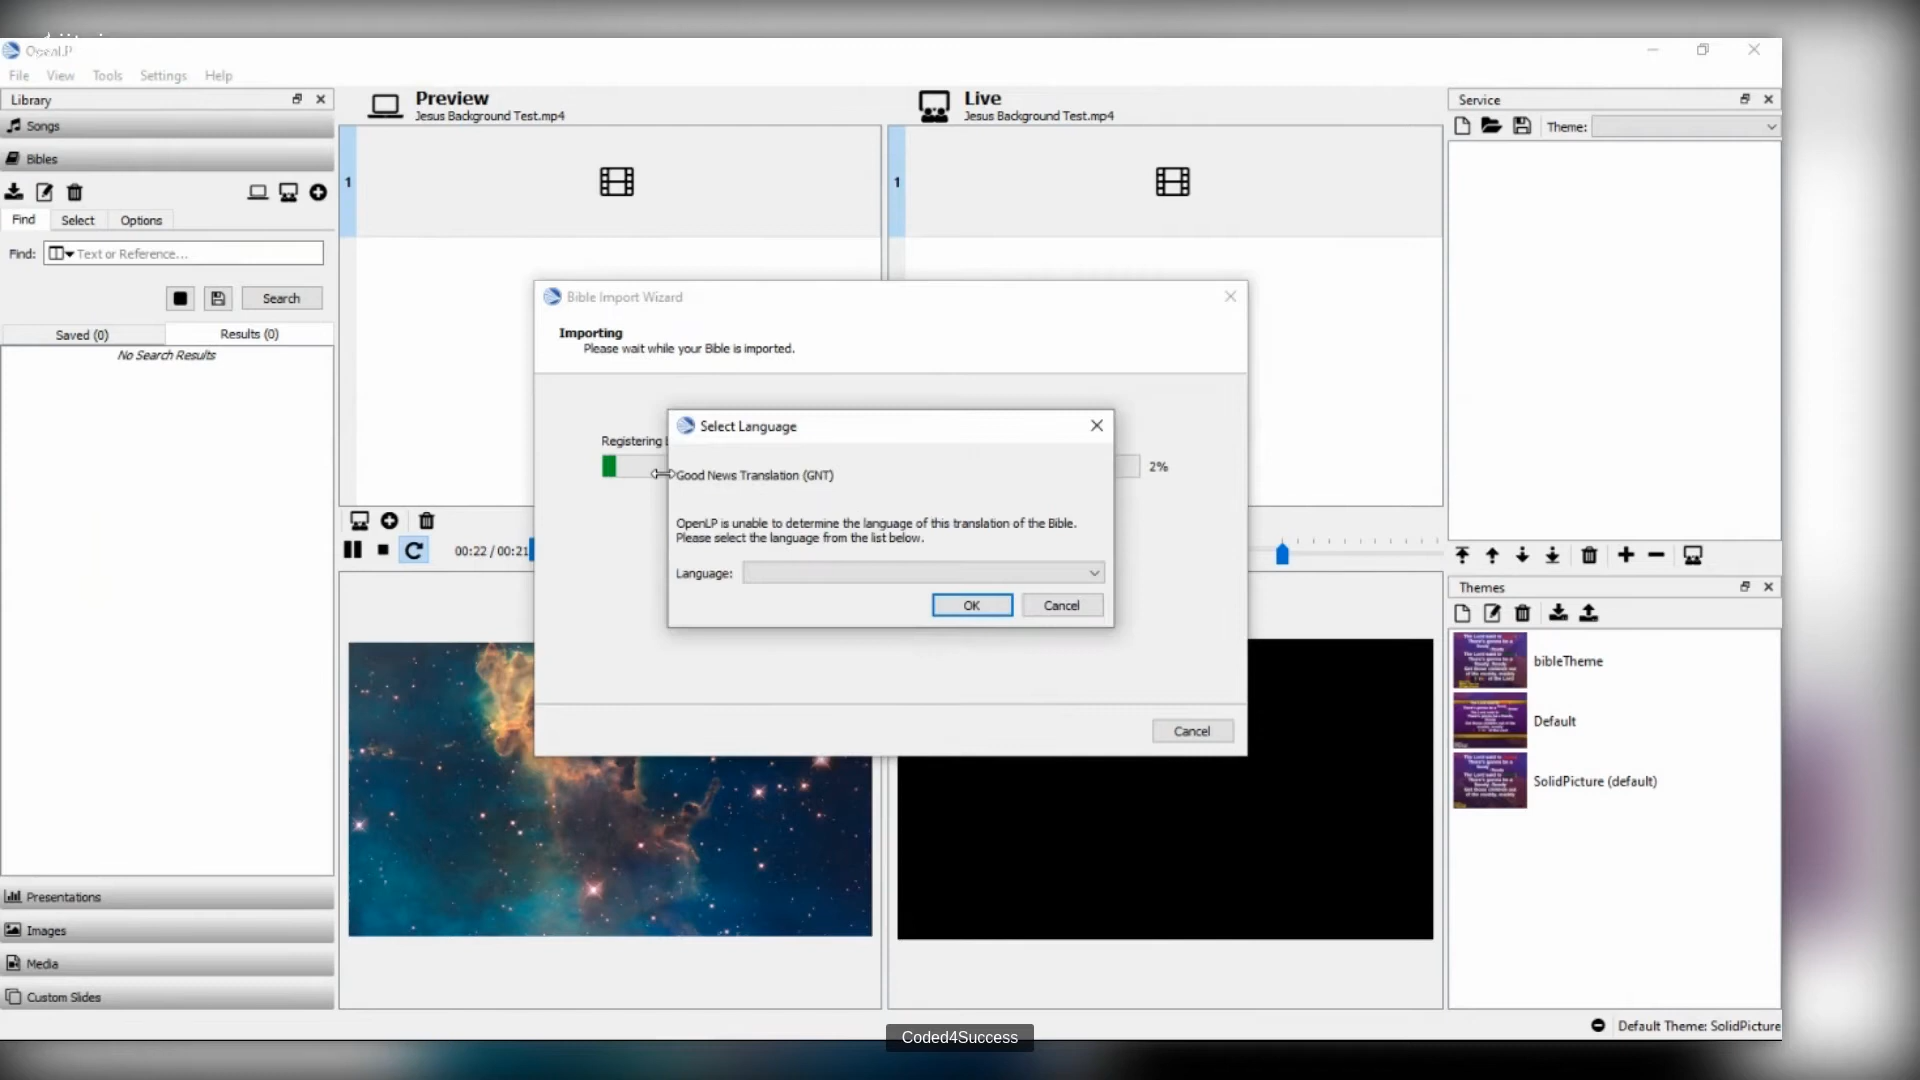 OpenLP
File View Tools Settings Help
Library
Songs
Bibles
Find Select Options
Find: Text or Reference...
Search
Saved (0) Results (0)
No Search Results
Presentations
Images
Media
Custom Slides
Preview
Jesus Background Test.mp4
1
00:22 / 00:21
Live
Jesus Background Test.mp4
1
Bible Import Wizard
Importing
Please wait while your Bible is imported.
Registering
2%
Select Language
Good News Translation (GNT)
OpenLP is unable to determine the language of this translation of the Bible.
Please select the language from the list below.
Language:
OK Cancel
Cancel
Service
Theme:
Themes
bibleTheme
Default
SolidPicture (default)
Default Theme: SolidPicture
Coded4Success